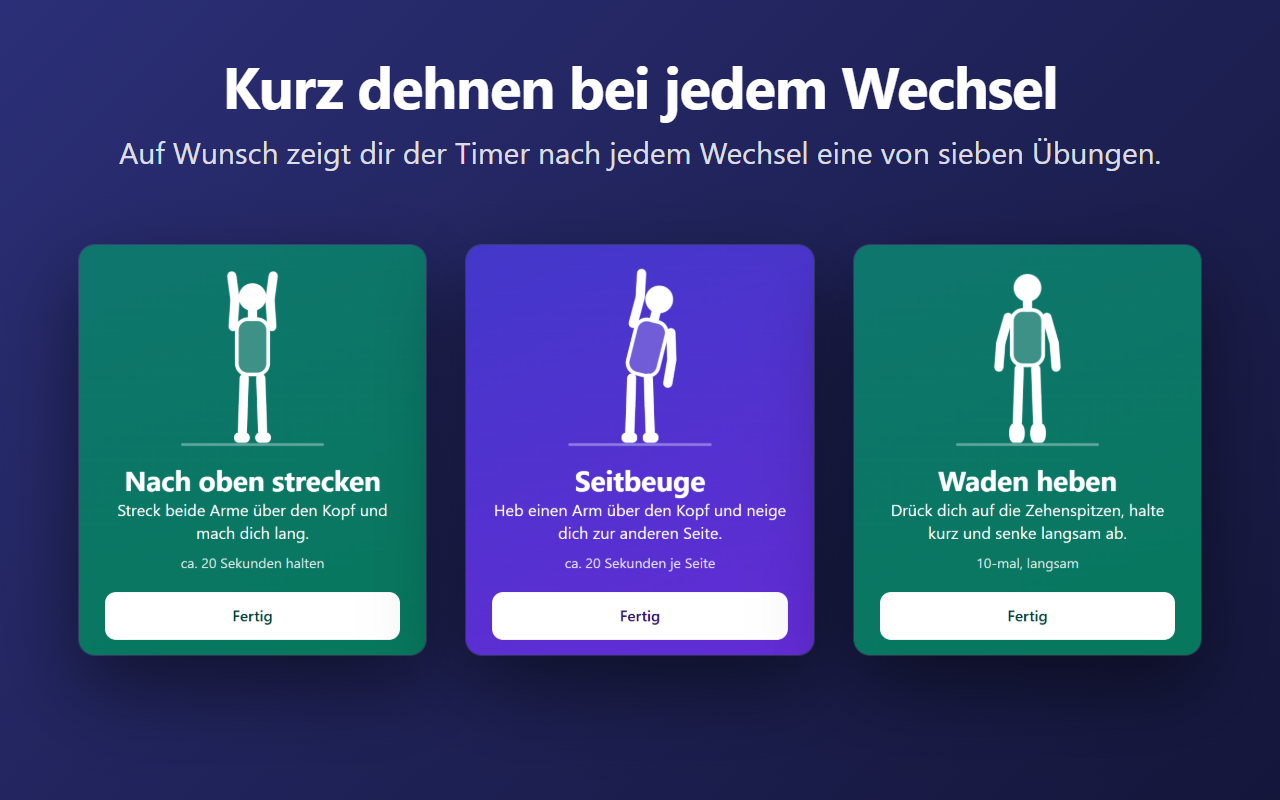 Kurz dehnen bei jedem Wechsel
Auf Wunsch zeigt dir der Timer nach jedem Wechsel eine von sieben Übungen.
Nach oben strecken
Streck beide Arme über den Kopf und
mach dich lang.
ca. 20 Sekunden halten
Fertig
Seitbeuge
Heb einen Arm über den Kopf und neige
dich zur anderen Seite.
ca. 20 Sekunden je Seite
Fertig
Waden heben
Drück dich auf die Zehenspitzen, halte
kurz und senke langsam ab.
10-mal, langsam
Fertig